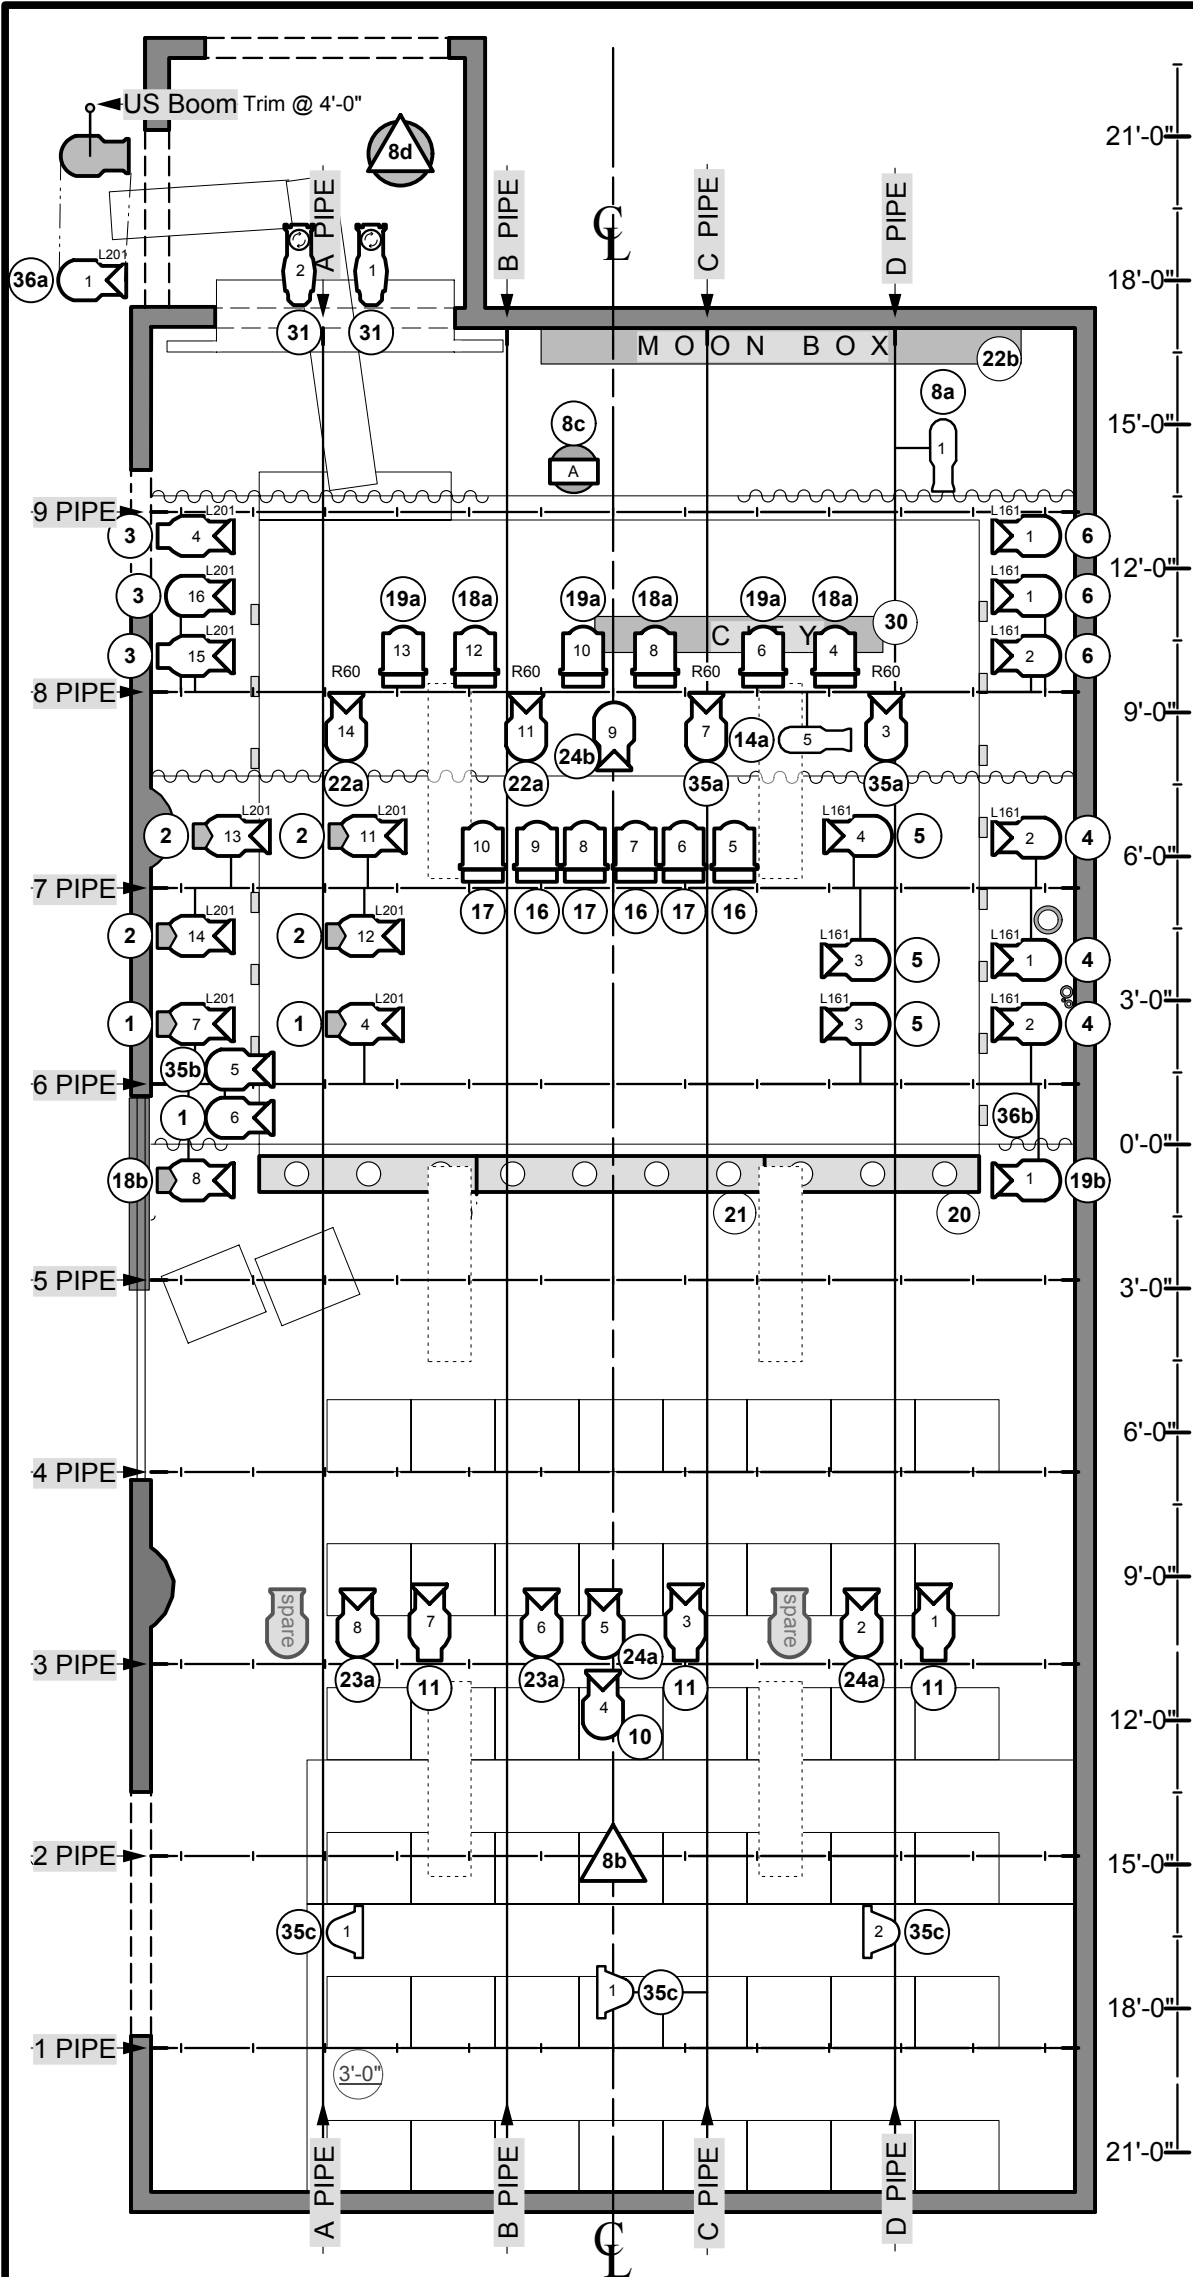 US Boom Trim @ 4'-0"
21'-0"
8d
A PIPE
B PIPE
C PIPE
D PIPE
CL
L201
36a
1
2
1
18'-0"
31
31
MOON BOX
22b
8a
1
15'-0"
8c
A
9 PIPE
3
L201
4
L161
1
6
12'-0"
3
L201
16
19a
18a
19a
18a
19a
18a
30
L161
1
6
CITY
3
L201
15
13
12
10
8
6
4
L161
2
6
R60
R60
R60
R60
8 PIPE
9'-0"
14
11
9
7
14a
5
3
24b
22a
22a
35a
35a
2
L201
13
2
L201
11
L161
4
5
L161
2
4
6'-0"
10
9
8
7
6
5
7 PIPE
17
16
17
16
17
16
2
L201
14
2
L201
12
L161
3
5
L161
1
4
3'-0"
1
L201
7
1
L201
4
L161
3
5
L161
2
4
35b
5
6 PIPE
1
6
36b
0'-0"
18b
8
1
19b
21
20
5 PIPE
3'-0"
6'-0"
4 PIPE
9'-0"
spare
8
7
6
5
3
spare
2
1
3 PIPE
23a
11
23a
24a
11
24a
11
4
10
12'-0"
2 PIPE
8b
15'-0"
35c
1
2
35c
1
35c
18'-0"
1 PIPE
3'-0"
21'-0"
A PIPE
B PIPE
C PIPE
D PIPE
CL